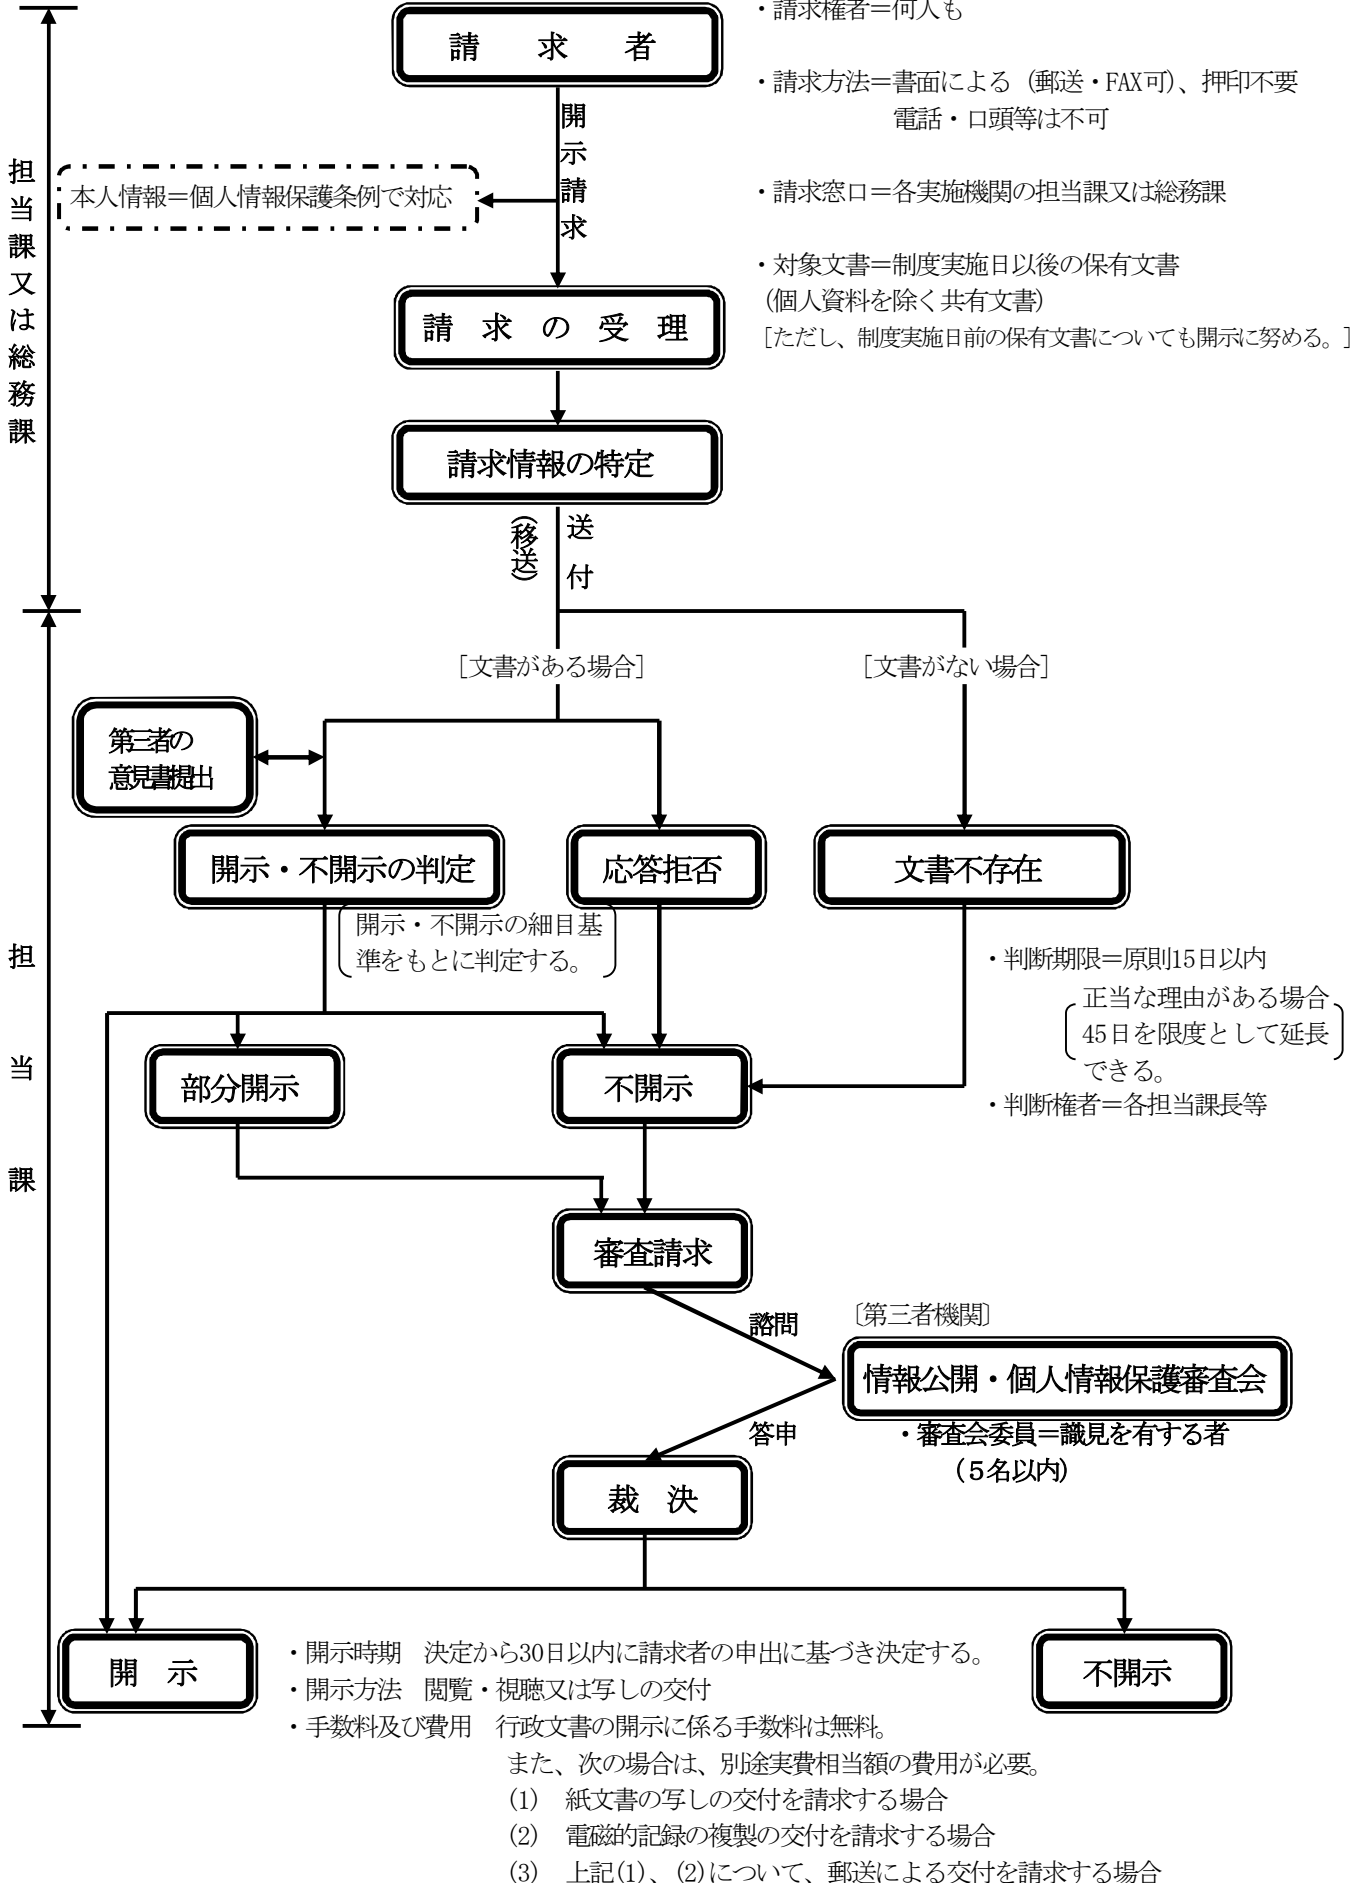 ・請求権者＝何人も
請　求　者
・請求方法＝書面による（郵送・FAX可）、押印不要
電話・口頭等は不可
開示請求
担当課又は総務課
本人情報＝個人情報保護条例で対応
・請求窓口＝各実施機関の担当課又は総務課
・対象文書＝制度実施日以後の保有文書
(個人資料を除く共有文書)
［ただし、制度実施日前の保有文書についても開示に努める。］
請　求　の　受　理
請求情報の特定
送付
（移送）
［文書がある場合］
［文書がない場合］
第三者の
意見書提出
開示・不開示の判定
応答拒否
文書不存在
開示・不開示の細目基
準をもとに判定する。
担当課
・判断期限＝原則15日以内
正当な理由がある場合
45日を限度として延長
できる。
・判断権者＝各担当課長等
部分開示
不開示
審査請求
諮問
〔第三者機関〕
情報公開・個人情報保護審査会
答申
・審査会委員＝識見を有する者
（５名以内）
裁　決
開　示
・開示時期　決定から30日以内に請求者の申出に基づき決定する。
・開示方法　閲覧・視聴又は写しの交付
・手数料及び費用　行政文書の開示に係る手数料は無料。
また、次の場合は、別途実費相当額の費用が必要。
(1)　紙文書の写しの交付を請求する場合
(2)　電磁的記録の複製の交付を請求する場合
(3)　上記(1)、(2)について、郵送による交付を請求する場合
不開示